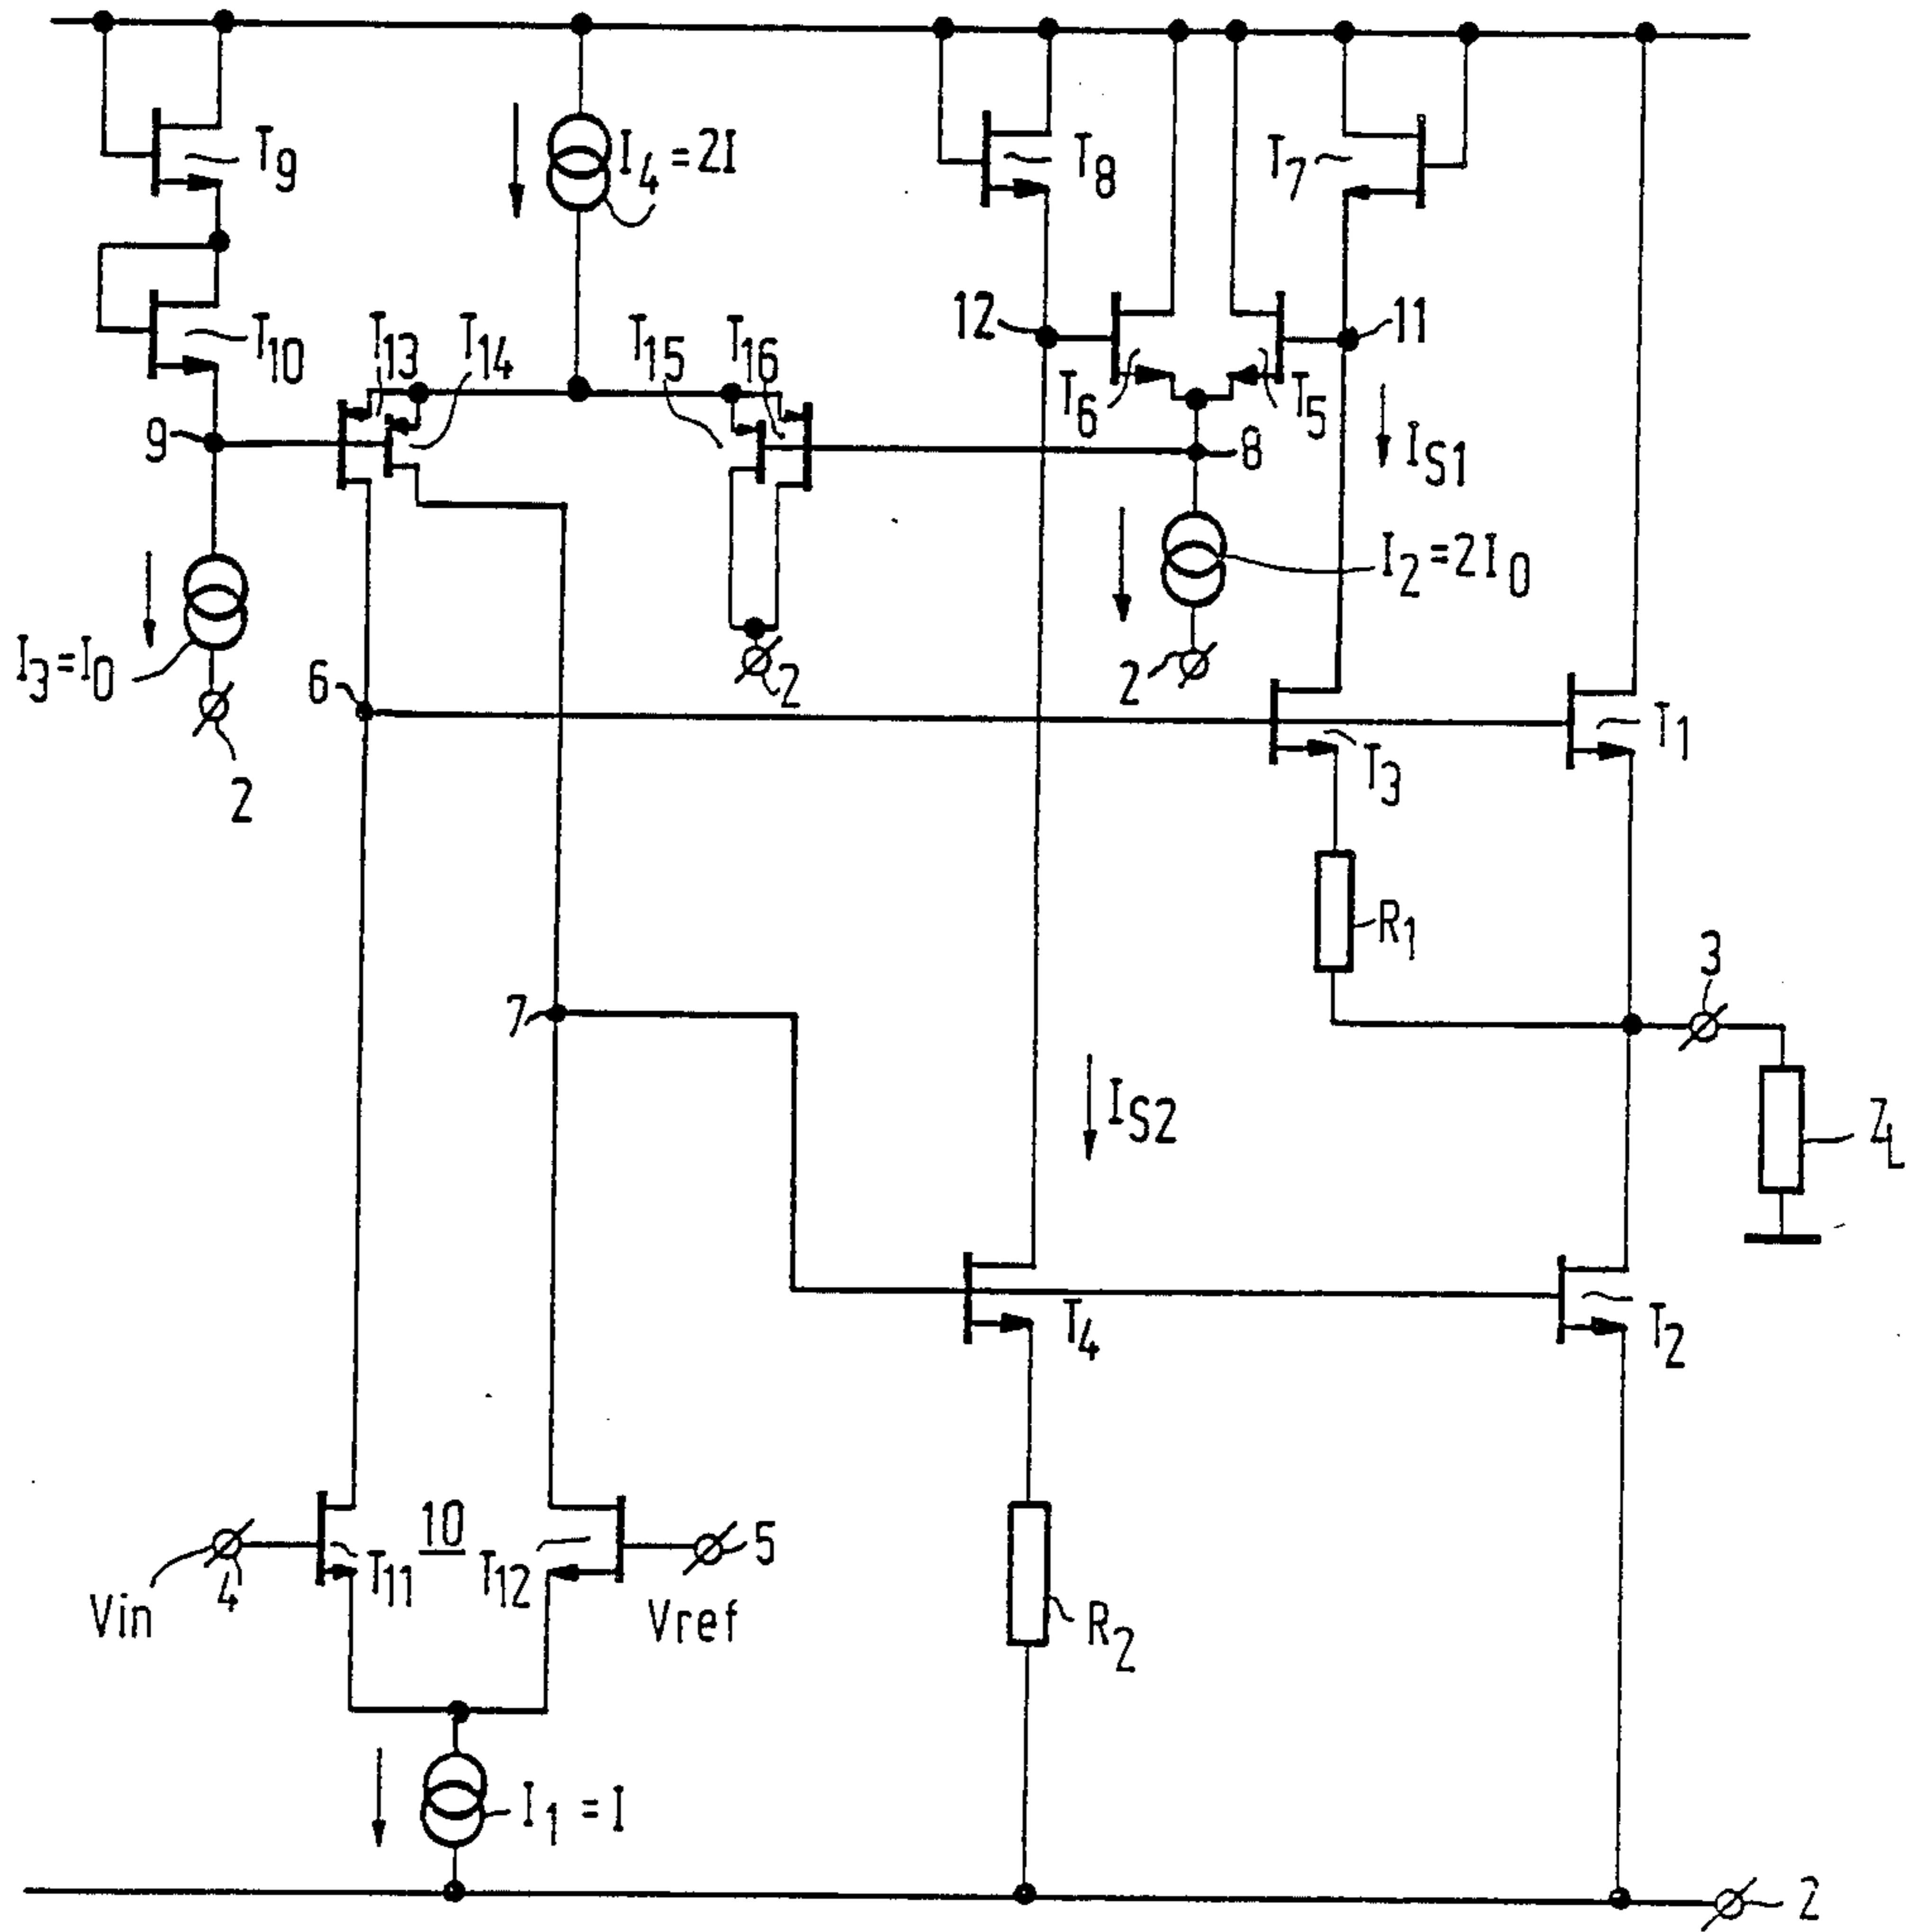 T9
I4 = 2I
T8
T7
T10
T13
T14
T15
T16
12
11
T6
T5
9
8
IS1
I2 = 2I0
I3 = I0
2
2
2
6
T3
T1
R1
3
7
IS2
ZL
T4
T2
10
T11
T12
5
4
Vin
Vref
R2
I1 = I
2